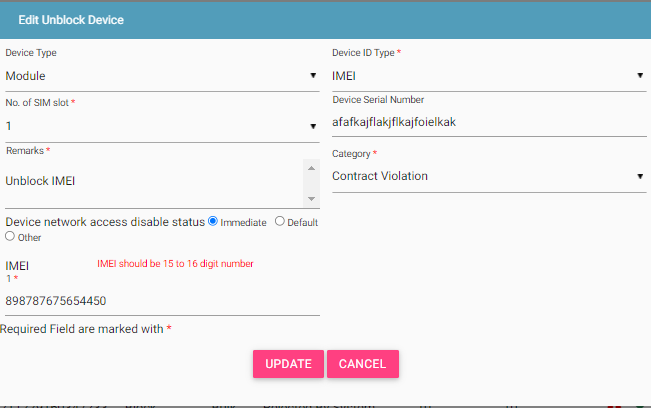 Edit Unblock Device
Device Type
Device ID Type *
Module
IMEI
No. of SIM slot *
Device Serial Number
1
afafkajflakjflkajfoielkak
Remarks *
Category *
Unblock IMEI
Contract Violation
Device network access disable status Immediate Default
Other
IMEI
IMEI should be 15 to 16 digit number
1 *
898787675654450
Required Field are marked with *
UPDATE CANCEL